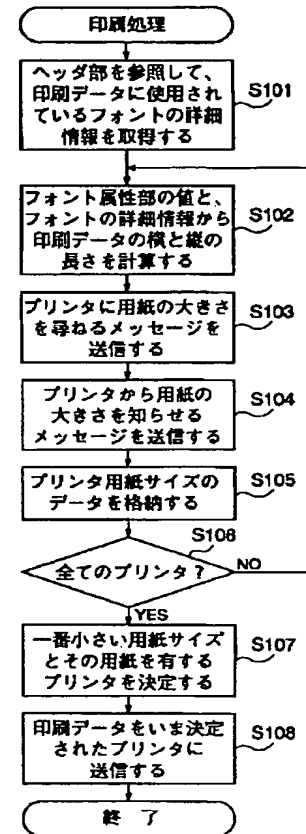 印刷処理
ヘッダ部を参照して、
印刷データに使用され
ているフォントの詳細
情報を取得する
S101
フォント属性部の値と、
フォントの詳細情報から
印刷データの横と縦の
長さを計算する
S102
プリンタに用紙の大きさ
を尋ねるメッセージを
送信する
S103
プリンタから用紙の
大きさを知らせる
メッセージを送信する
S104
プリンタ用紙サイズの
データを格納する
S105
S106
全てのプリンタ?
NO
YES
一番小さい用紙サイズ
とその用紙を有する
プリンタを決定する
S107
印刷データをいま決定
されたプリンタに
送信する
S108
終 了